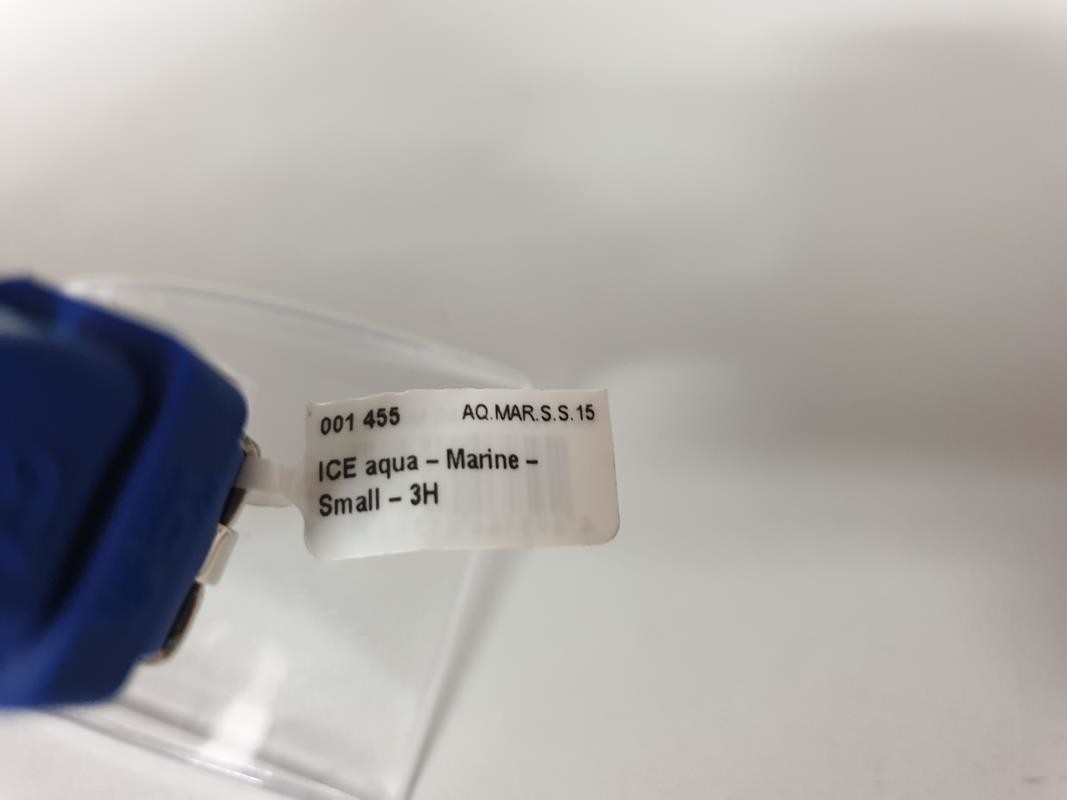 001 455 AQ.MAR.S.S.15
ICE aqua – Marine –
Small – 3H